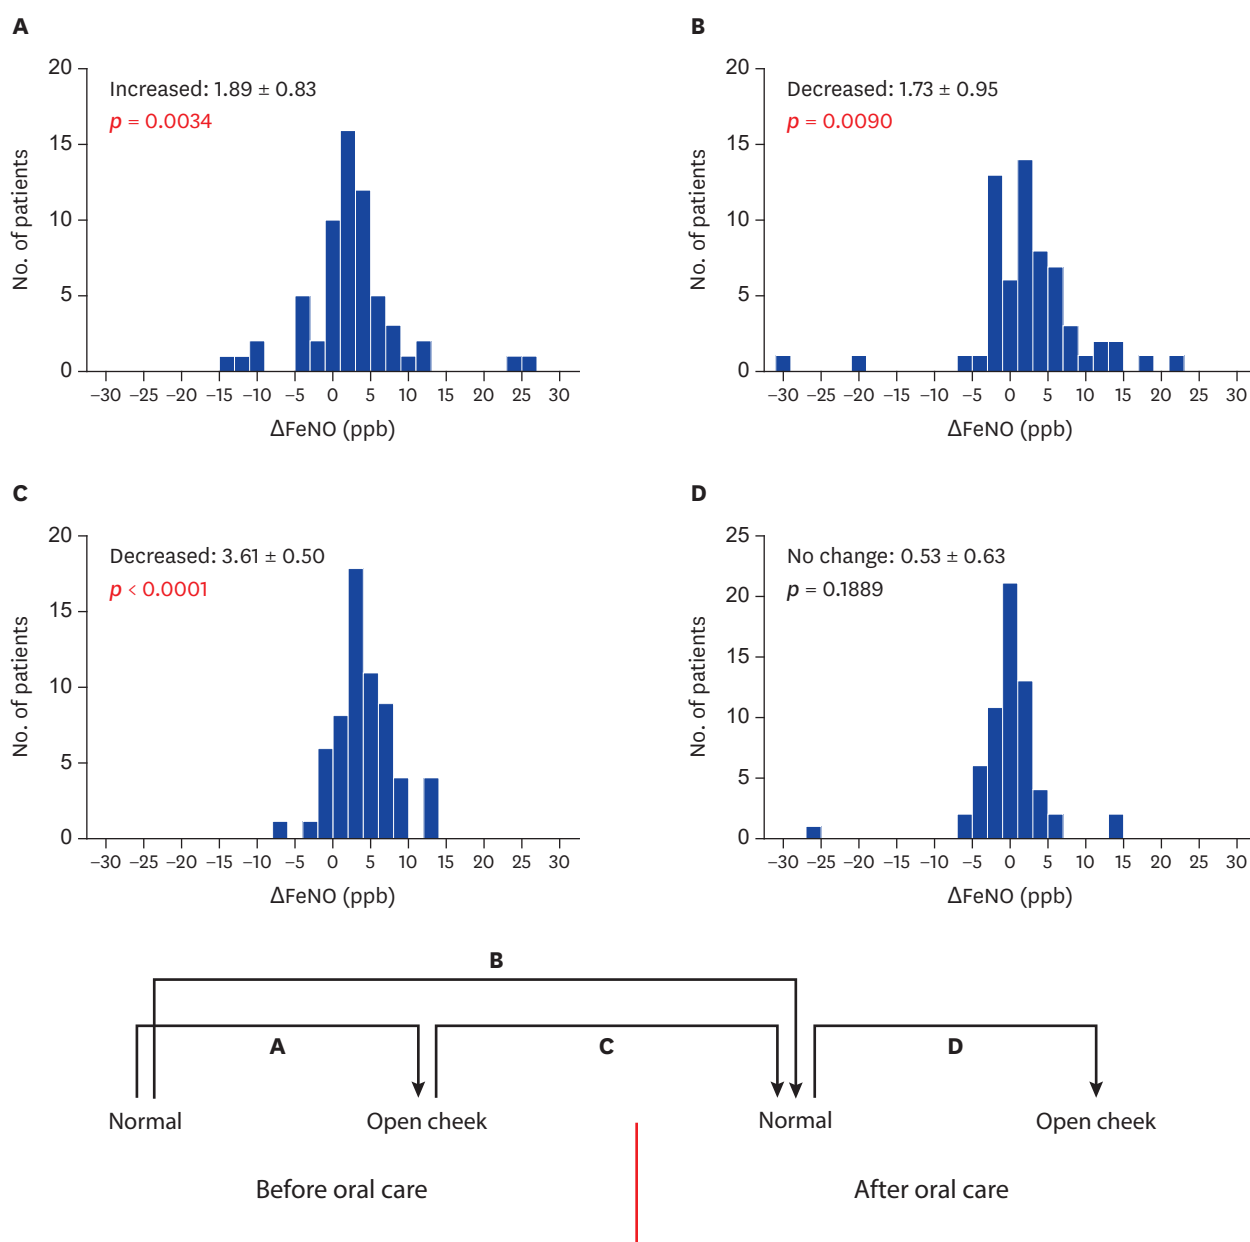 A
Increased: 1.89 ± 0.83
p = 0.0034
No. of patients
20
15
10
5
0
−30 −25 −20 −15 −10 −5 0 5 10 15 20 25 30
ΔFeNO (ppb)
B
Decreased: 1.73 ± 0.95
p = 0.0090
No. of patients
20
15
10
5
0
−30 −25 −20 −15 −10 −5 0 5 10 15 20 25 30
ΔFeNO (ppb)
C
Decreased: 3.61 ± 0.50
p < 0.0001
No. of patients
20
15
10
5
0
−30 −25 −20 −15 −10 −5 0 5 10 15 20 25 30
ΔFeNO (ppb)
D
No change: 0.53 ± 0.63
p = 0.1889
No. of patients
25
20
15
10
5
0
−30 −25 −20 −15 −10 −5 0 5 10 15 20 25 30
ΔFeNO (ppb)
B
A C D
Normal Open cheek Normal Open cheek
Before oral care After oral care